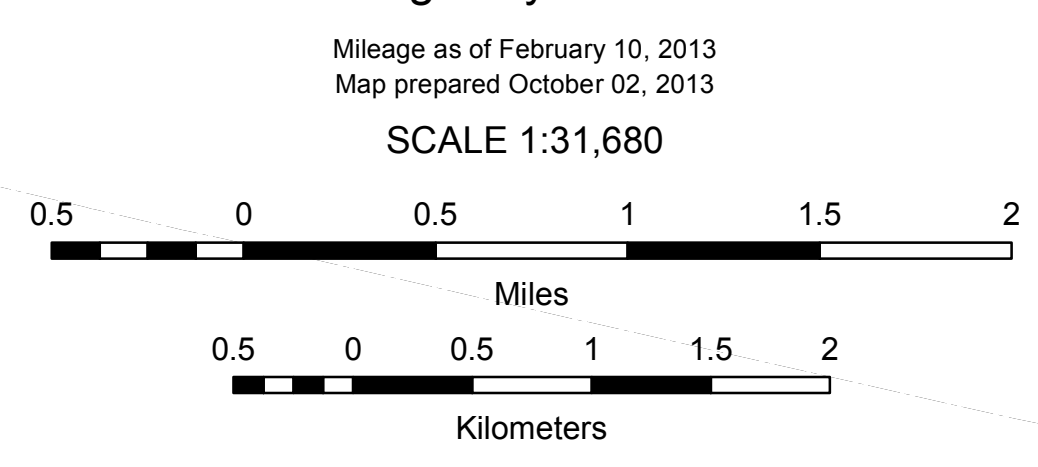 Mileage as of February 10, 2013
Map prepared October 02, 2013
SCALE 1:31,680
0.5 0 0.5 1 1.5 2
Miles
0.5 0 0.5 1 1.5 2
Kilometers